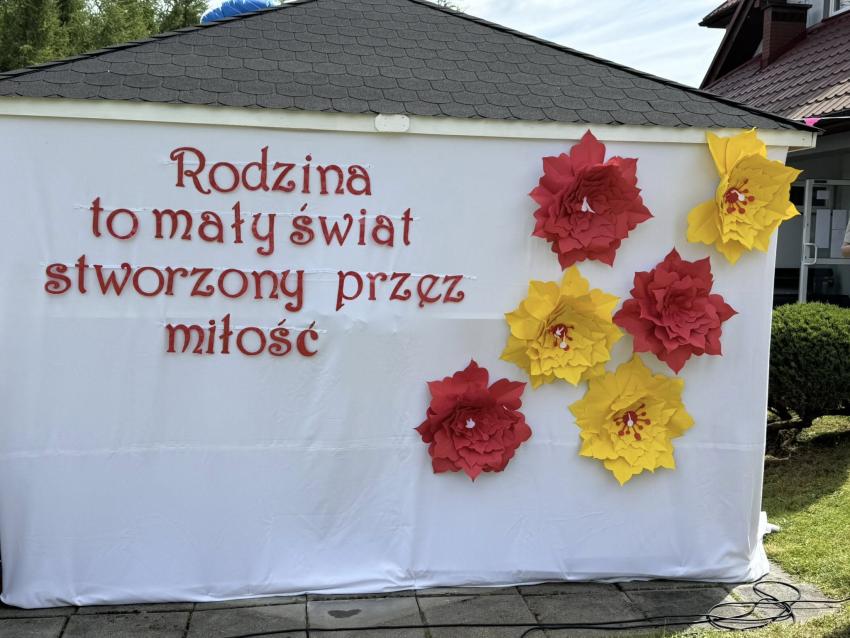 Rodzina
to mały świat
stworzony przez
miłość